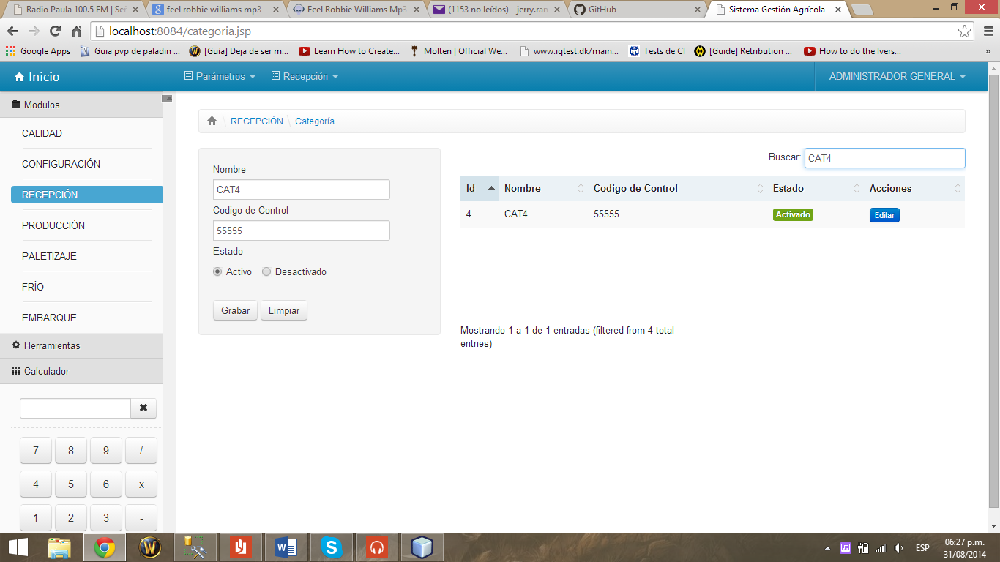 Radio Paula 100.5 FM | Señ
feel robbie williams mp3 -
Feel Robbie Williams Mp3
(1153 no leídos) - jerry.ran
GitHub
Sistema Gestión Agrícola
localhost:8084/categoria.jsp
Google Apps
Guia pvp de paladin ...
[Guía] Deja de ser m...
Learn How to Create...
Molten | Official We...
www.iqtest.dk/main...
Tests de CI
[Guide] Retribution ...
How to do the Ivers...
»
Inicio
Parámetros
Recepción
ADMINISTRADOR GENERAL
Modulos
CALIDAD
CONFIGURACIÓN
RECEPCIÓN
PRODUCCIÓN
PALETIZAJE
FRÍO
EMBARQUE
Herramientas
Calculador
7 8 9 /
4 5 6 x
1 2 3 -
RECEPCIÓN \ Categoría
Nombre
CAT4
Codigo de Control
55555
Estado
Activo Desactivado
Grabar Limpiar
Buscar: CAT4
Id Nombre Codigo de Control Estado Acciones
4 CAT4 55555 Activado Editar
Mostrando 1 a 1 de 1 entradas (filtered from 4 total
entries)
ESP
06:27 p.m.
31/08/2014